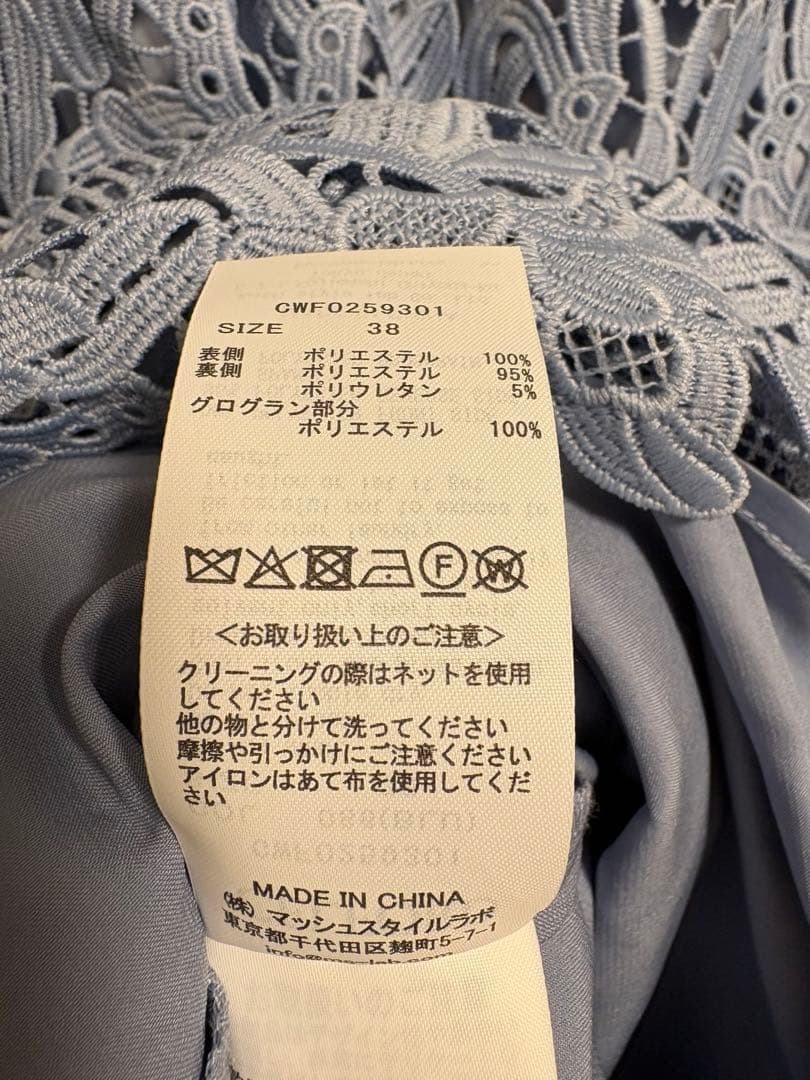 CWFO259301
SIZE 38
表側 ポリエステル 100%
裏側 ポリエステル 95%
ポリウレタン 5%
グログラン部分
ポリエステル 100%
F
W
<お取り扱い上のご注意>
クリーニングの際はネットを使用
してください
他の物と分けて洗ってください
摩擦や引っかけにご注意ください
アイロンはあて布を使用してくだ
さい
MADE IN CHINA
(株) マッシュスタイルラボ
東京都千代田区麹町5-7-1